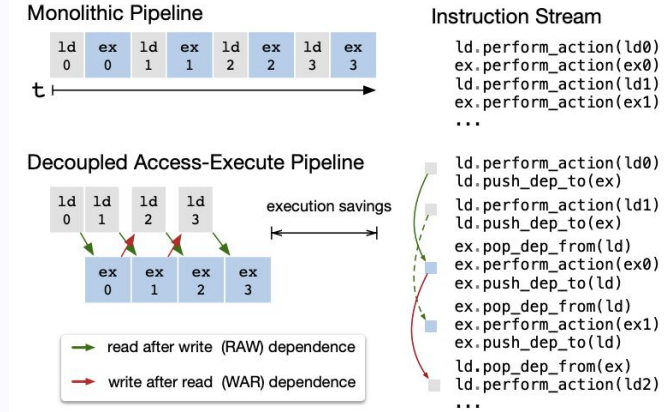 Monolithic Pipeline
ld ex ld ex ld ex ld ex
0 0 1 1 2 2 3 3
t
Decoupled Access-Execute Pipeline
ld ld ld ld
0 1 2 3
execution savings
ex ex ex ex
0 1 2 3
read after write (RAW) dependence
write after read (WAR) dependence
Instruction Stream
ld.perform_action(ld0)
ex.perform_action(ex0)
ld.perform_action(ld1)
ex.perform_action(ex1)
...
ld.perform_action(ld0)
ld.push_dep_to(ex)
ld.perform_action(ld1)
ld.push_dep_to(ex)
ex.pop_dep_from(ld)
ex.perform_action(ex0)
ex.push_dep_to(ld)
ex.pop_dep_from(ld)
ex.perform_action(ex1)
ex.push_dep_to(ld)
ld.pop_dep_from(ex)
ld.perform_action(ld2)
...